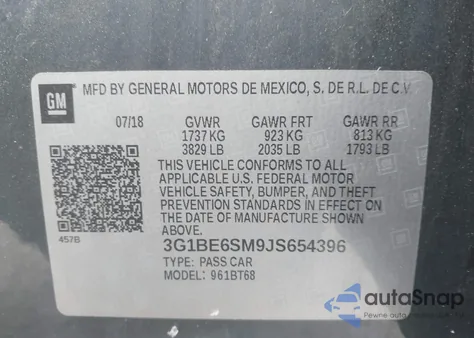 GM
MFD BY GENERAL MOTORS DE MEXICO, S. DE R.L. DE C.V.
07/18 GVWR GAWR FRT GAWR RR
1737 KG 923 KG 813 KG
3829 LB 2035 LB 1793 LB
THIS VEHICLE CONFORMS TO ALL
APPLICABLE U.S. FEDERAL MOTOR
VEHICLE SAFETY, BUMPER, AND THEFT
PREVENTION STANDARDS IN EFFECT ON
THE DATE OF MANUFACTURE SHOWN
ABOVE.
457B
3G1BE6SM9JS654396
TYPE: PASS CAR
MODEL: 961BT68
autoSnap
Pewne auto